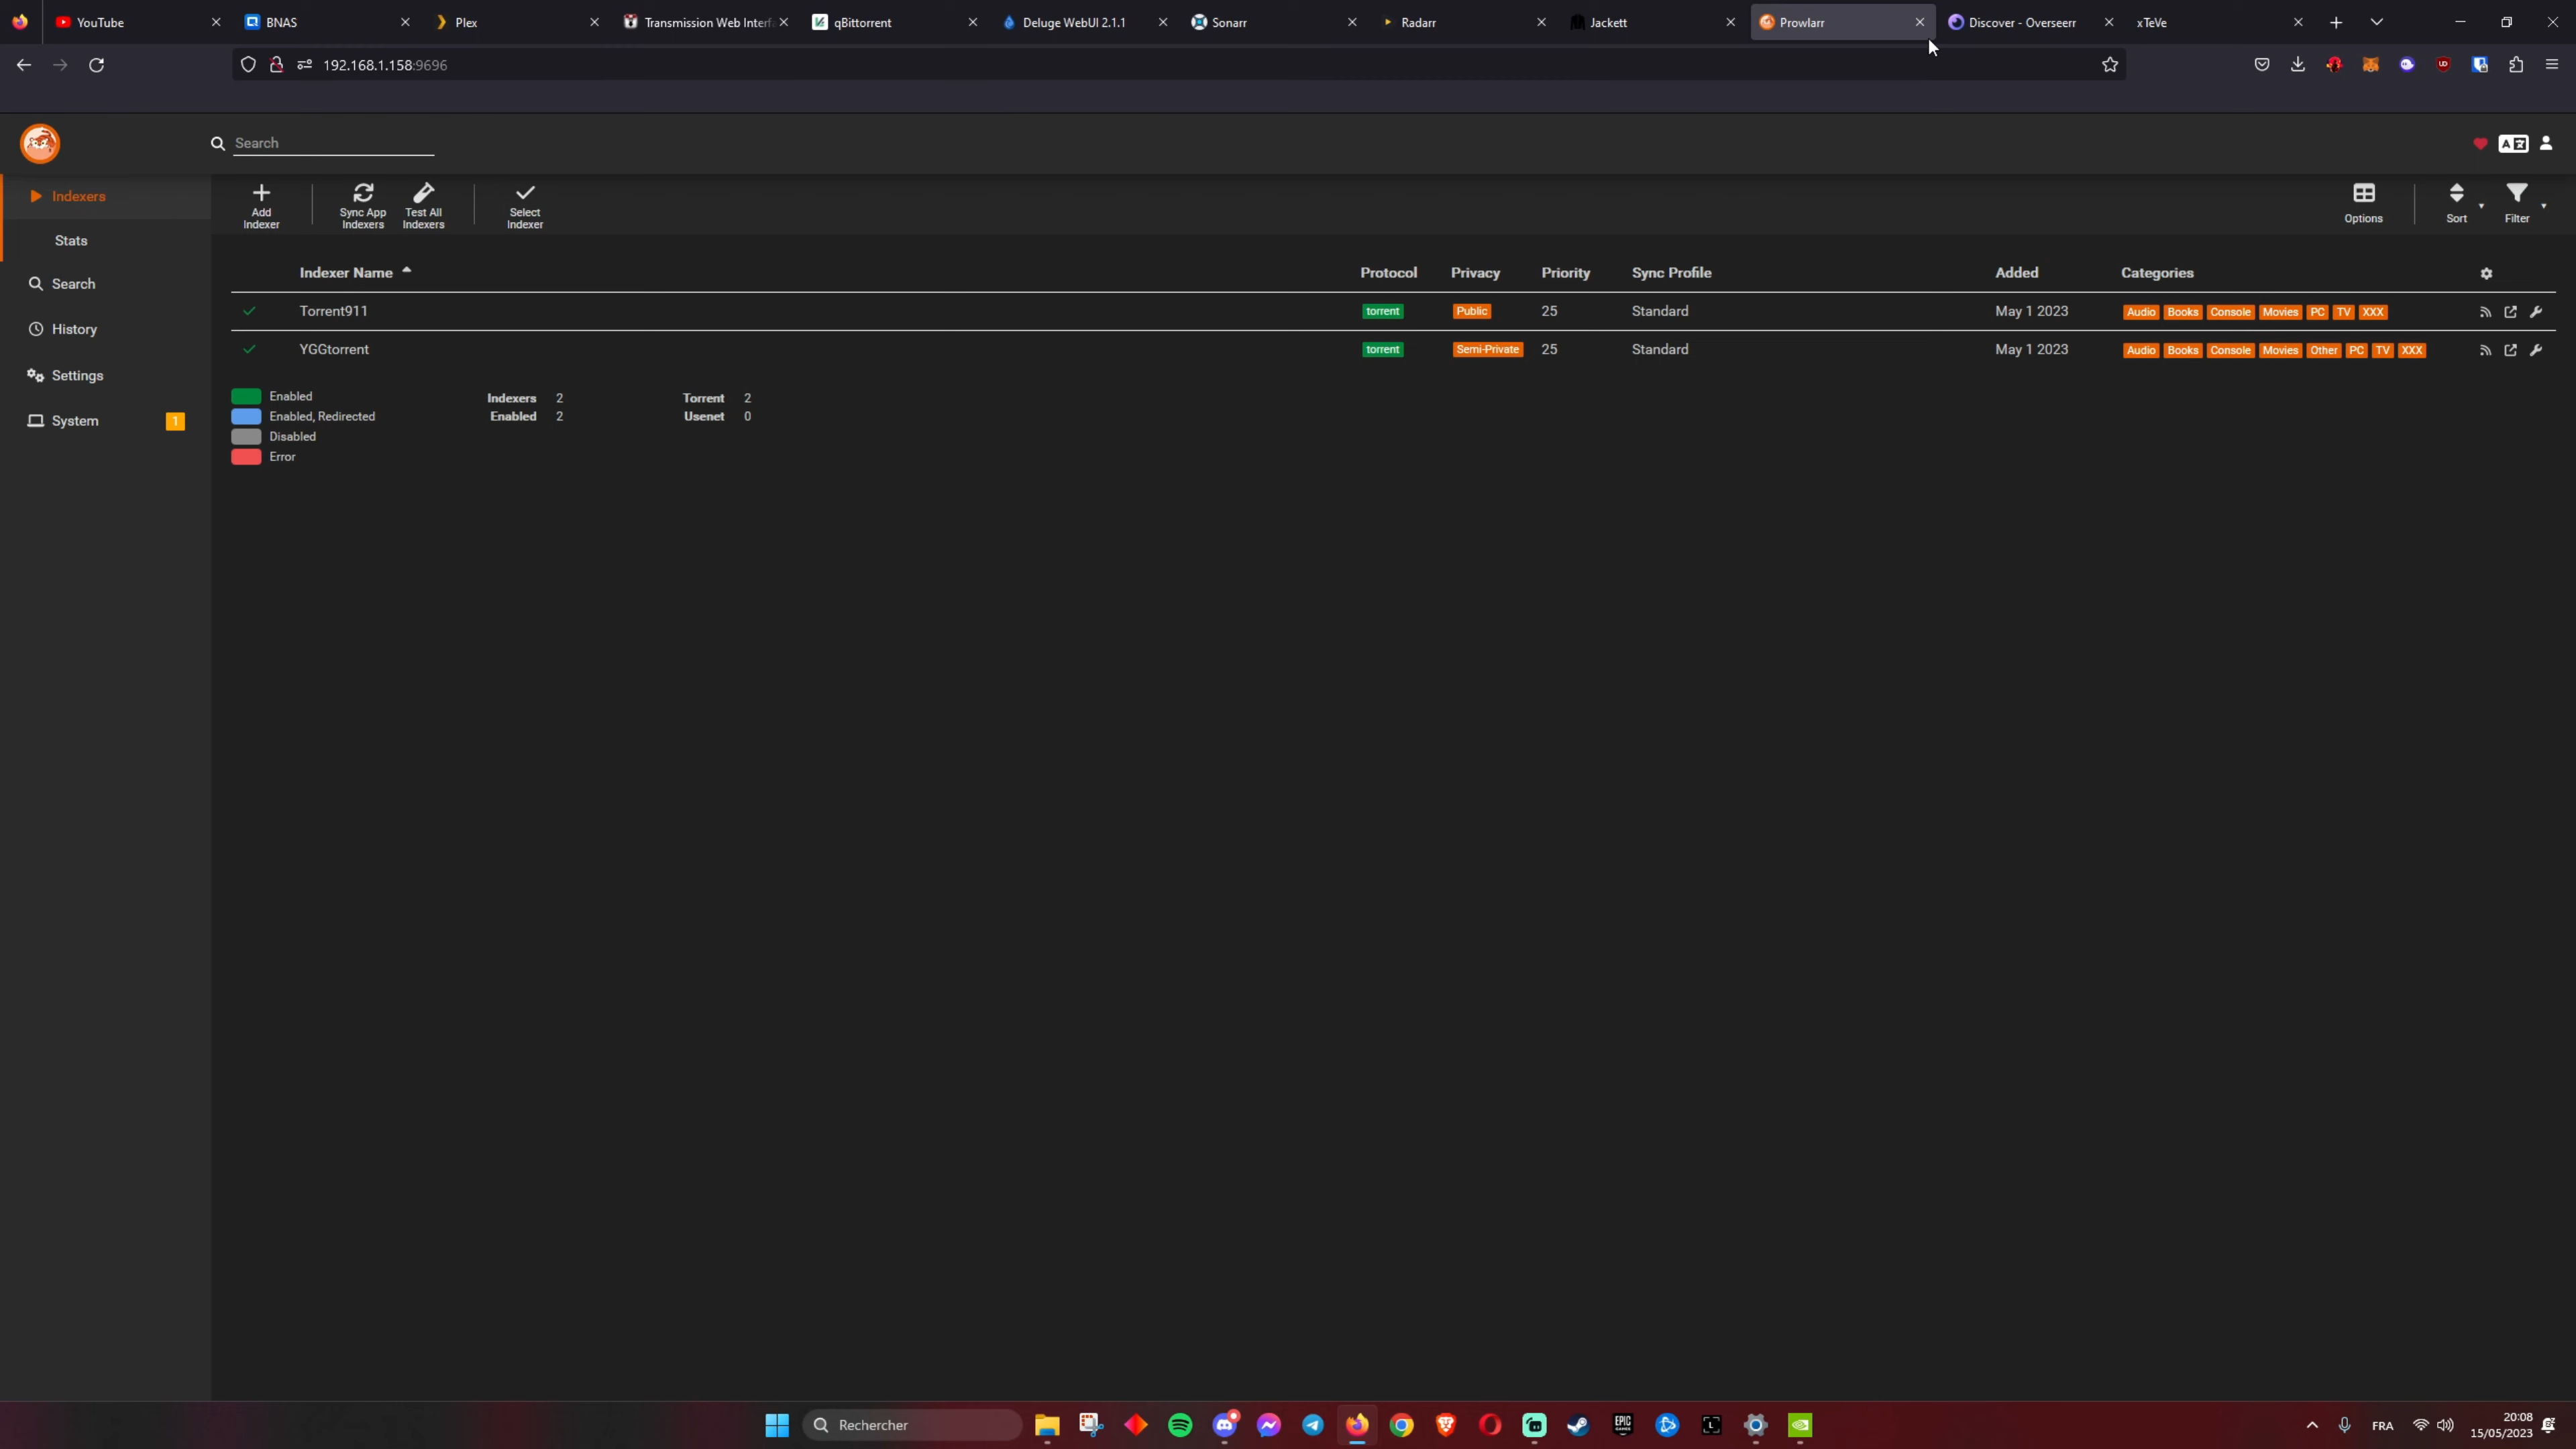 YouTube BNAS Plex Transmission Web Interf qBittorrent Deluge WebUI 2.1.1 Sonarr Radarr Jackett Prowlarr Discover - Overseerr xTeVe
192.168.1.158:9696
Search
Indexers
Stats
Search
History
Settings
System 1
Add Indexer
Sync App Indexers
Test All Indexers
Select Indexer
Options
Sort
Filter
Indexer Name Protocol Privacy Priority Sync Profile Added Categories
Torrent911 torrent Public 25 Standard May 1 2023 Audio Books Console Movies PC TV XXX
YGGtorrent torrent Semi-Private 25 Standard May 1 2023 Audio Books Console Movies Other PC TV XXX
Enabled
Enabled, Redirected
Disabled
Error
Indexers 2
Enabled 2
Torrent 2
Usenet 0
Rechercher
FRA
20:08
15/05/2023